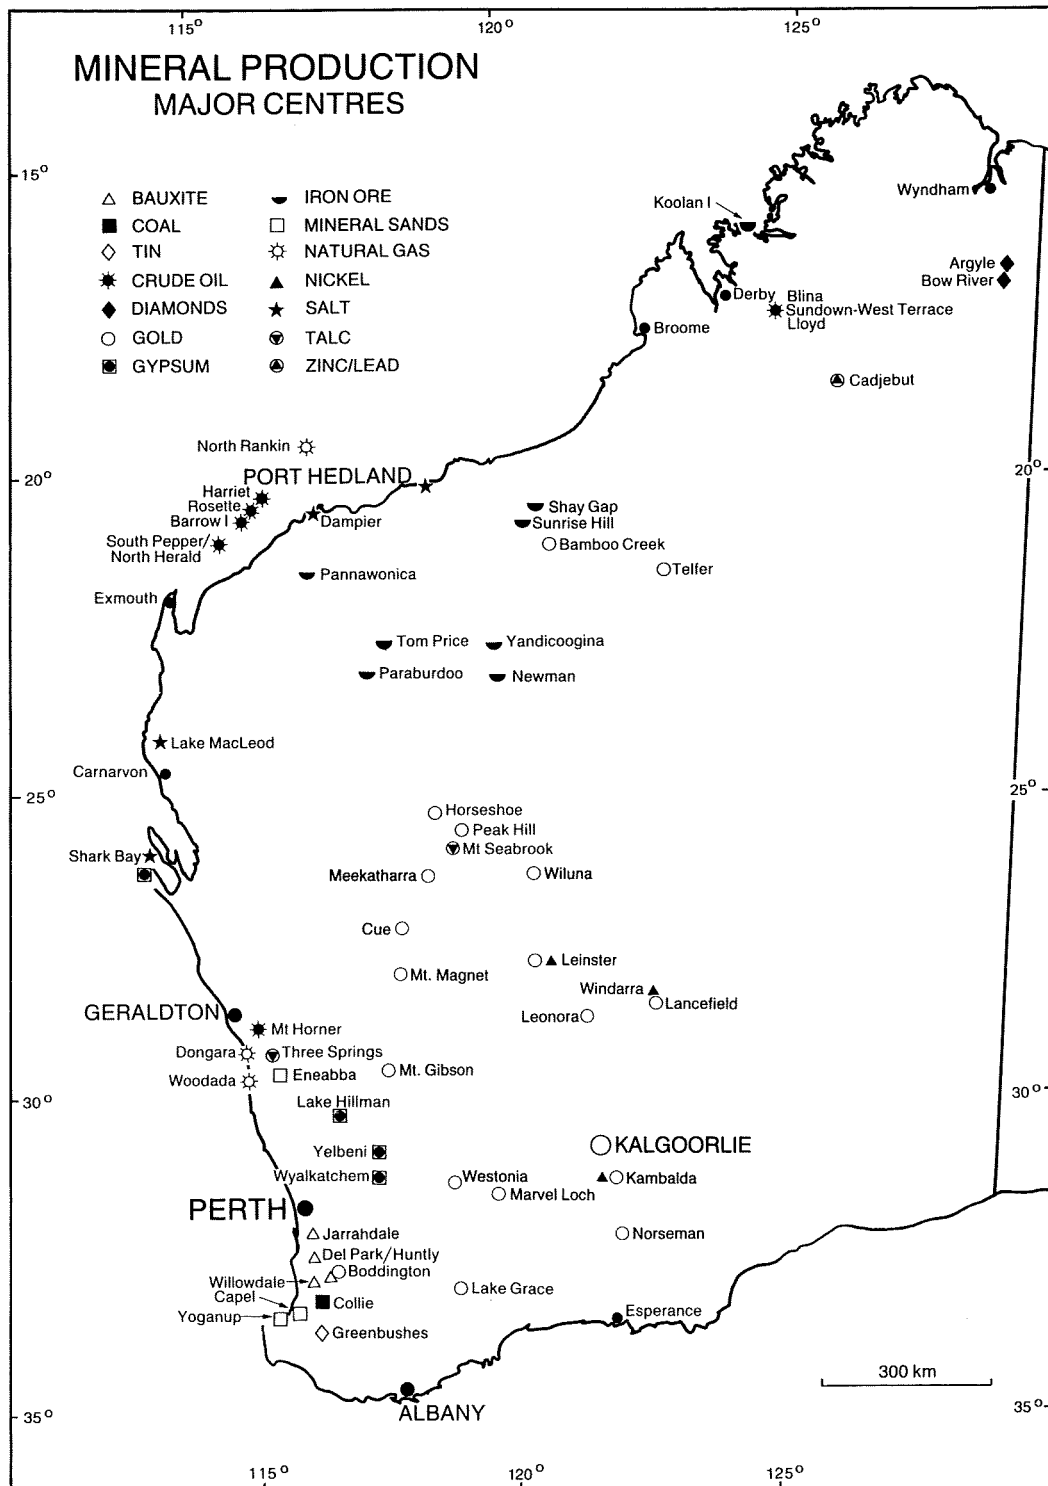 115°
120°
125°
MINERAL PRODUCTION
MAJOR CENTRES
15°
BAUXITE
COAL
TIN
CRUDE OIL
DIAMONDS
GOLD
GYPSUM
IRON ORE
MINERAL SANDS
NATURAL GAS
NICKEL
SALT
TALC
ZINC/LEAD
Wyndham
Koolan I
Argyle
Bow River
Derby
Blina
Sundown-West Terrace
Lloyd
Broome
Cadjebut
North Rankin
PORT HEDLAND
20°
20°
Harriet
Rosette
Barrow I
Dampier
South Pepper/
North Herald
Shay Gap
Sunrise Hill
Bamboo Creek
Telfer
Pannawonica
Exmouth
Tom Price
Yandicoogina
Paraburdoo
Newman
Lake MacLeod
Carnarvon
25°
25°
Horseshoe
Peak Hill
Mt Seabrook
Shark Bay
Meekatharra
Wiluna
Cue
Leinster
Mt. Magnet
Windarra
Lancefield
GERALDTON
Leonora
Mt Horner
Dongara
Three Springs
Woodada
Eneabba
Mt. Gibson
30°
30°
Lake Hillman
KALGOORLIE
Yelbeni
Wyalkatchem
Westonia
Kambalda
Marvel Loch
PERTH
Jarrahdale
Norseman
Del Park/Huntly
Boddington
Willowdale
Lake Grace
Capel
Collie
Yoganup
Esperance
Greenbushes
300 km
ALBANY
35°
35°
115°
120°
125°